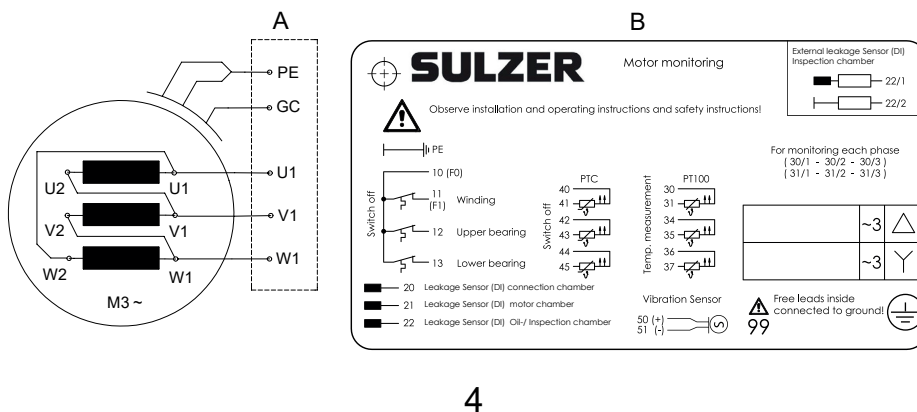 A
PE
GC
U2
U1
U1
V2
V1
V1
W2
W1
W1
M3 ~
B
SULZER
Motor monitoring
External leakage Sensor (DI)
Inspection chamber
22/1
22/2
Observe installation and operating instructions and safety instructions!
PE
For monitoring each phase
( 30/1 - 30/2 - 30/3 )
( 31/1 - 31/2 - 31/3 )
Switch off
10 (F0)
11 Winding
(F1)
12 Upper bearing
13 Lower bearing
20 Leakage Sensor (DI) connection chamber
21 Leakage Sensor (DI) motor chamber
22 Leakage Sensor (DI) Oil-/ Inspection chamber
PTC
Switch off
40
41
42
43
44
45
PT100
Temp. measurement
30
31
34
35
36
37
Vibration Sensor
50 (+)
51 (-)
S
~3
~3
Free leads inside
connected to ground!
99
4